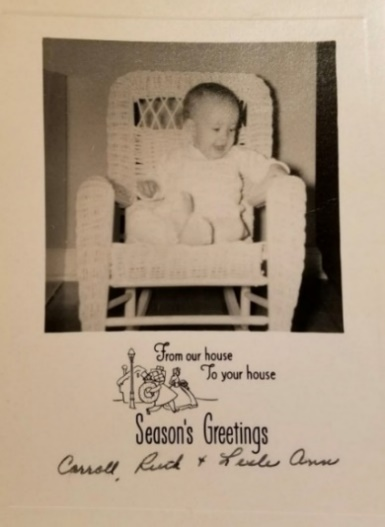 From our house
To your house
Season's Greetings
Carroll, Ruth + Leslie Ann